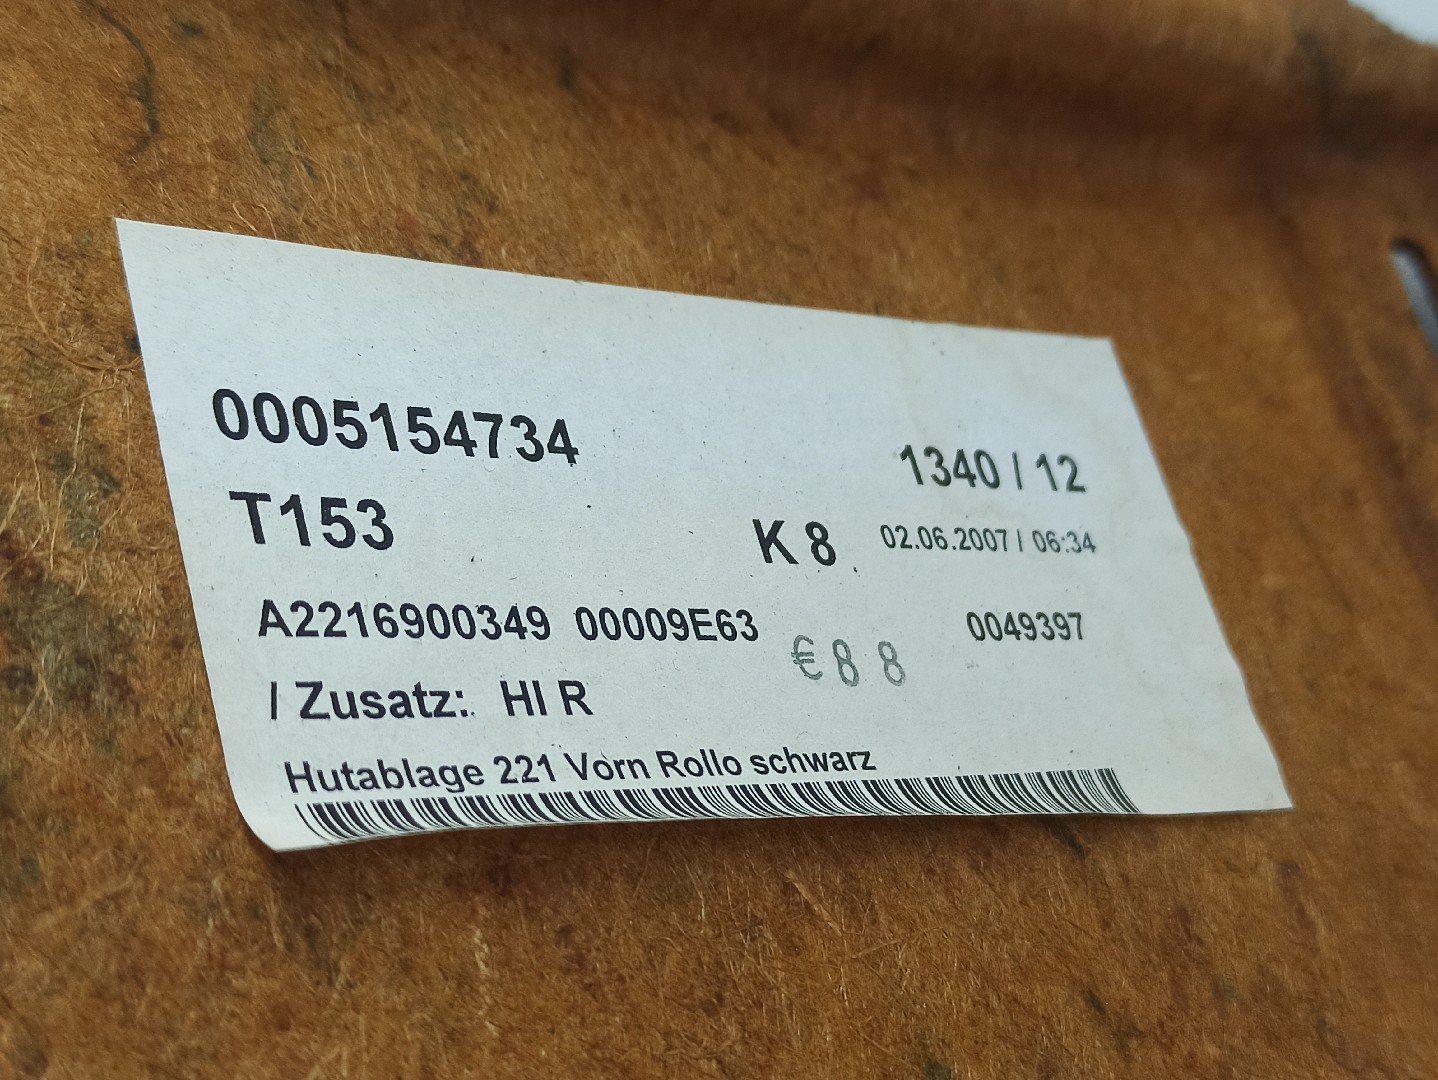 0005154734
1340 / 12
T153
K 8 02.06.2007 / 06:34
A2216900349 00009E63 0049397
€8 8
/ Zusatz: HI R
Hutablage 221 Vorn Rollo schwarz